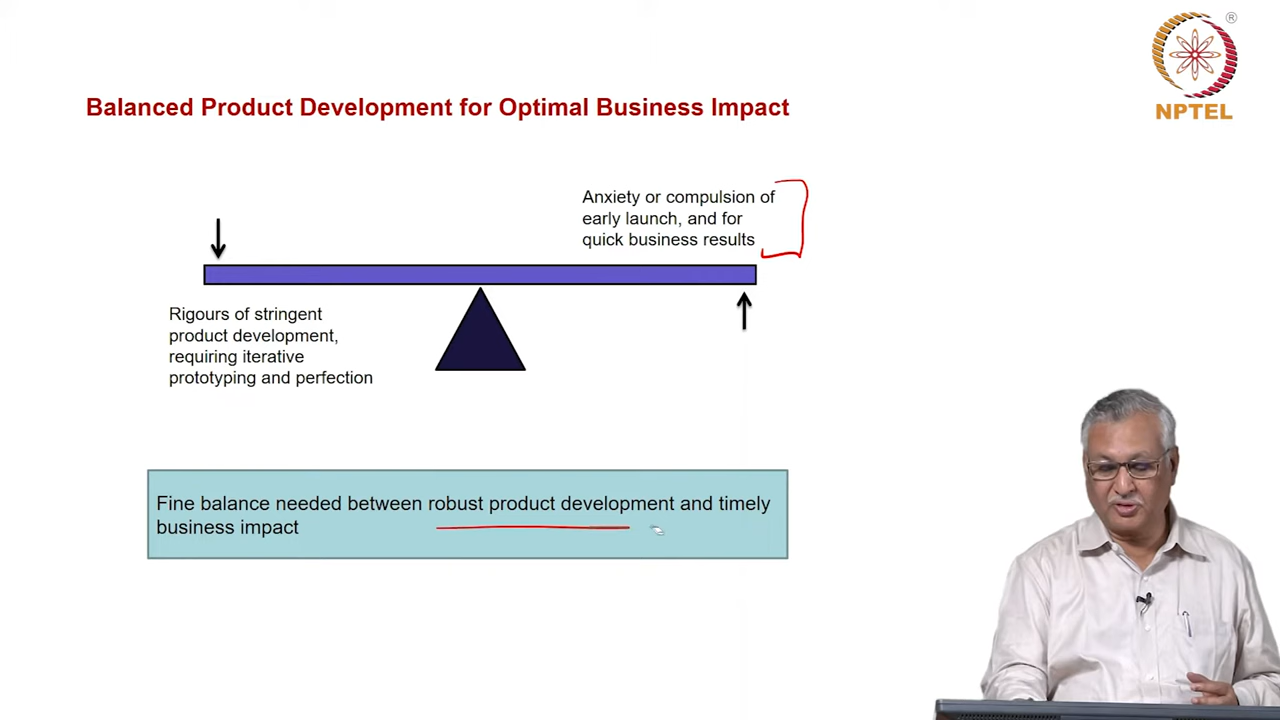 ®
NPTEL
Balanced Product Development for Optimal Business Impact
Anxiety or compulsion of
early launch, and for
quick business results
Rigours of stringent
product development,
requiring iterative
prototyping and perfection
Fine balance needed between robust product development and timely
business impact